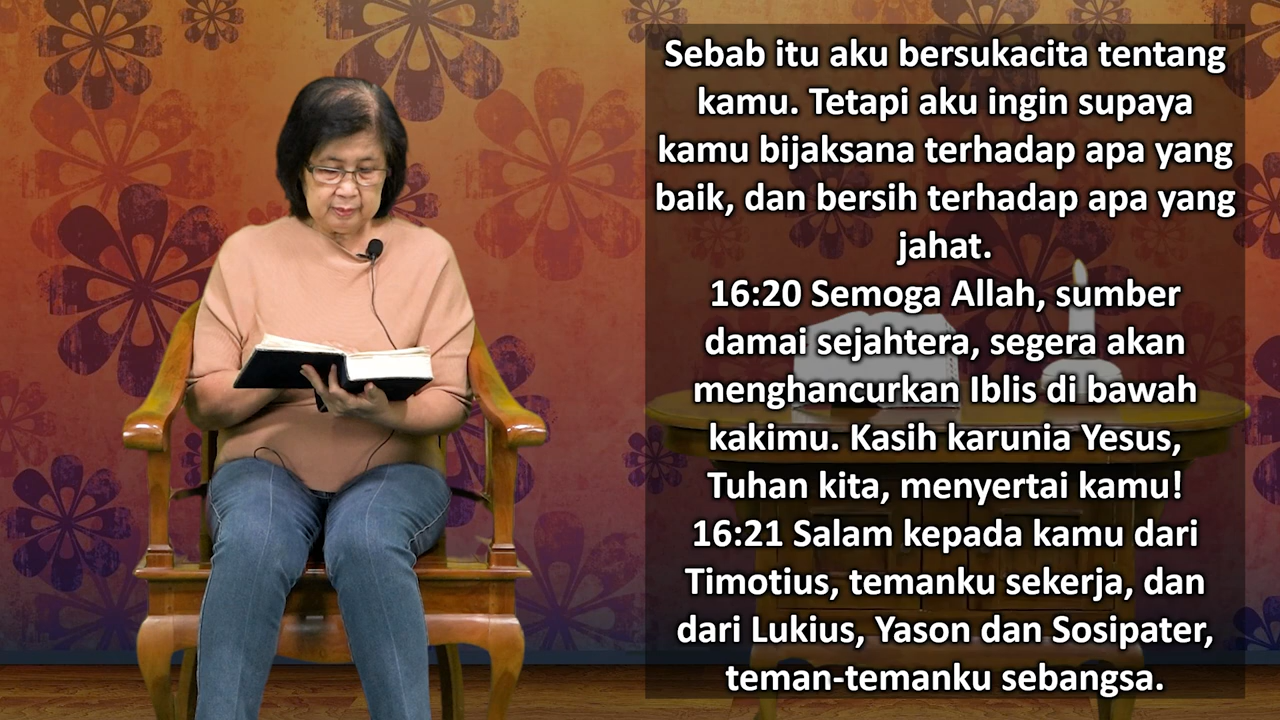 Sebab itu aku bersukacita tentang
kamu. Tetapi aku ingin supaya
kamu bijaksana terhadap apa yang
baik, dan bersih terhadap apa yang
jahat.
16:20 Semoga Allah, sumber
damai sejahtera, segera akan
menghancurkan Iblis di bawah
kakimu. Kasih karunia Yesus,
Tuhan kita, menyertai kamu!
16:21 Salam kepada kamu dari
Timotius, temanku sekerja, dan
dari Lukius, Yason dan Sosipater,
teman-temanku sebangsa.